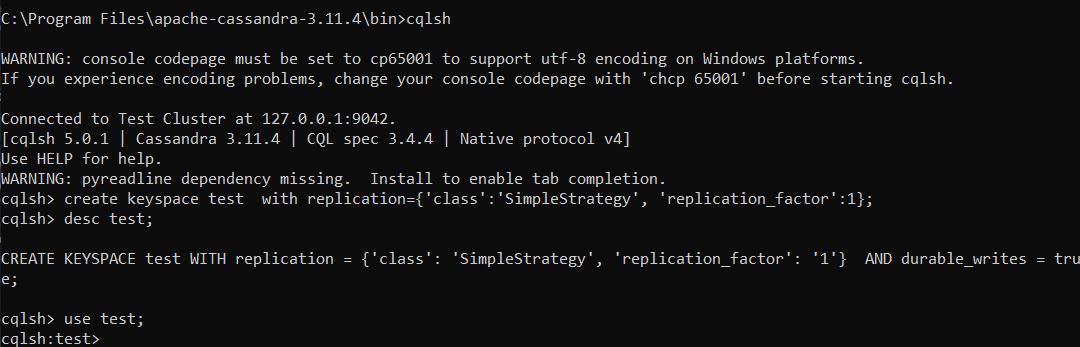 C:\Program Files\apache-cassandra-3.11.4\bin>cqlsh
WARNING: console codepage must be set to cp65001 to support utf-8 encoding on Windows platforms.
If you experience encoding problems, change your console codepage with 'chcp 65001' before starting cqlsh.
Connected to Test Cluster at 127.0.0.1:9042.
[cqlsh 5.0.1 | Cassandra 3.11.4 | CQL spec 3.4.4 | Native protocol v4]
Use HELP for help.
WARNING: pyreadline dependency missing.  Install to enable tab completion.
cqlsh> create keyspace test  with replication={'class':'SimpleStrategy', 'replication_factor':1};
cqlsh> desc test;
CREATE KEYSPACE test WITH replication = {'class': 'SimpleStrategy', 'replication_factor': '1'}  AND durable_writes = tru
e;
cqlsh> use test;
cqlsh:test>